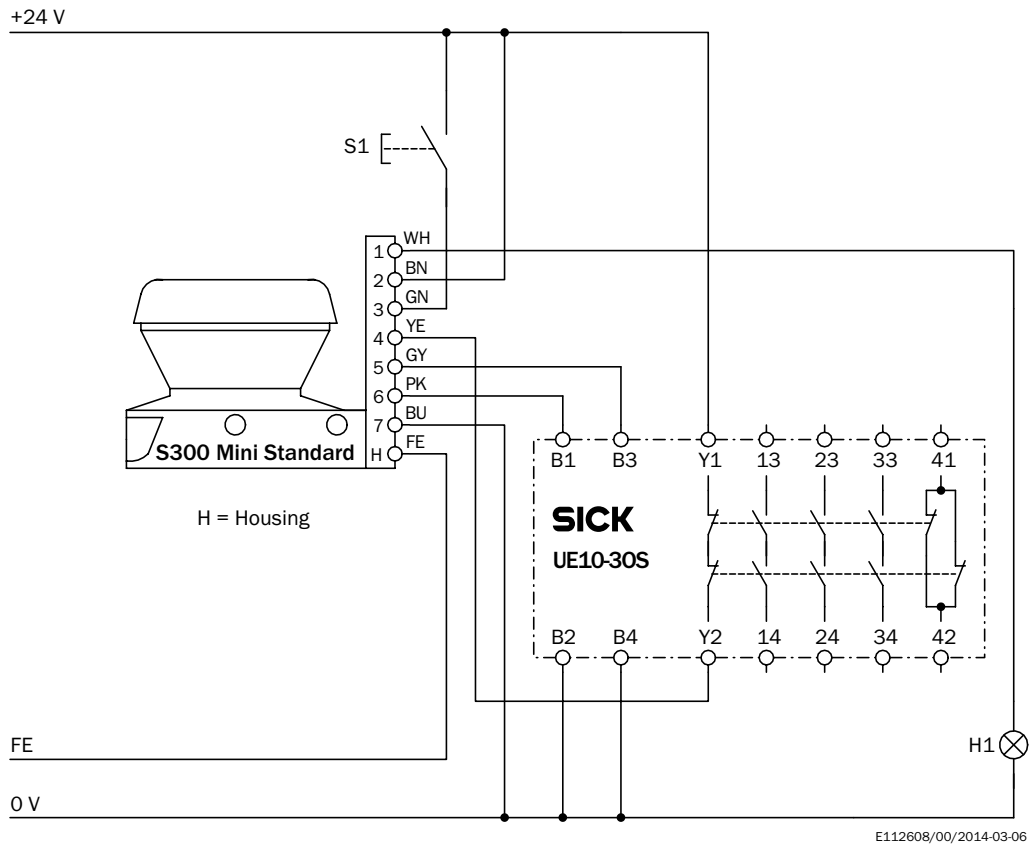 +24 V
S1
1 WH
2 BN
3 GN
4 YE
5 GY
6 PK
7 BU
H FE
S300 Mini Standard
H = Housing
B1 B3 Y1 13 23 33 41
SICK
UE10-30S
B2 B4 Y2 14 24 34 42
FE
H1
0 V
E112608/00/2014-03-06